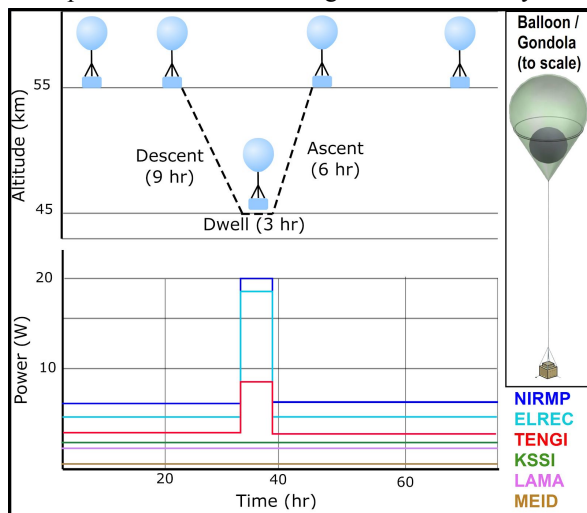 Altitude (km)
55
45
Descent
(9 hr)
Ascent
(6 hr)
Dwell (3 hr)
Power (W)
20
10
20
40
60
Time (hr)
Balloon /
Gondola
(to scale)
NIRMP
ELREC
TENGI
KSSI
LAMA
MEID